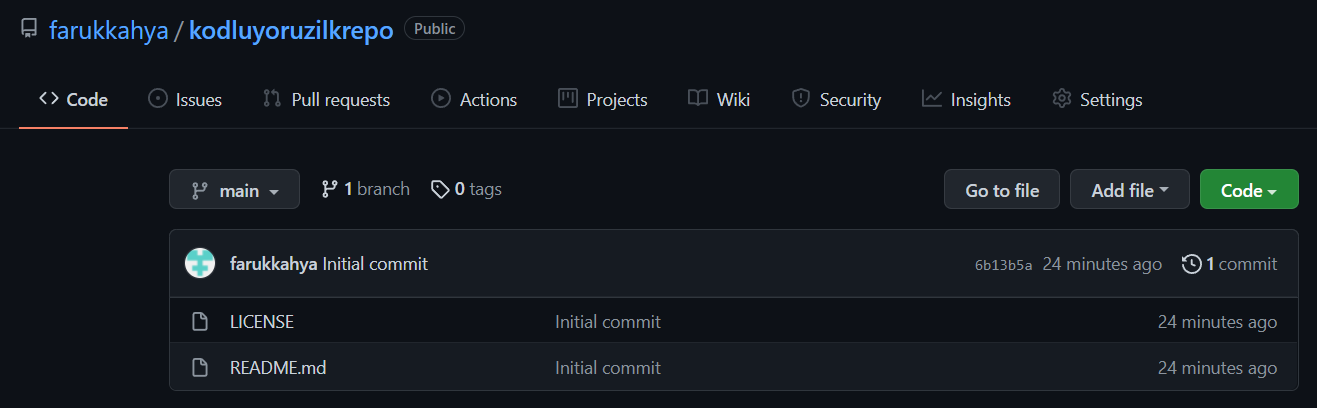 farukkahya / kodluyoruzilkrepo Public
Code Issues Pull requests Actions Projects Wiki Security Insights Settings
main 1 branch 0 tags Go to file Add file Code
farukkahya Initial commit 6b13b5a 24 minutes ago 1 commit
LICENSE Initial commit 24 minutes ago
README.md Initial commit 24 minutes ago